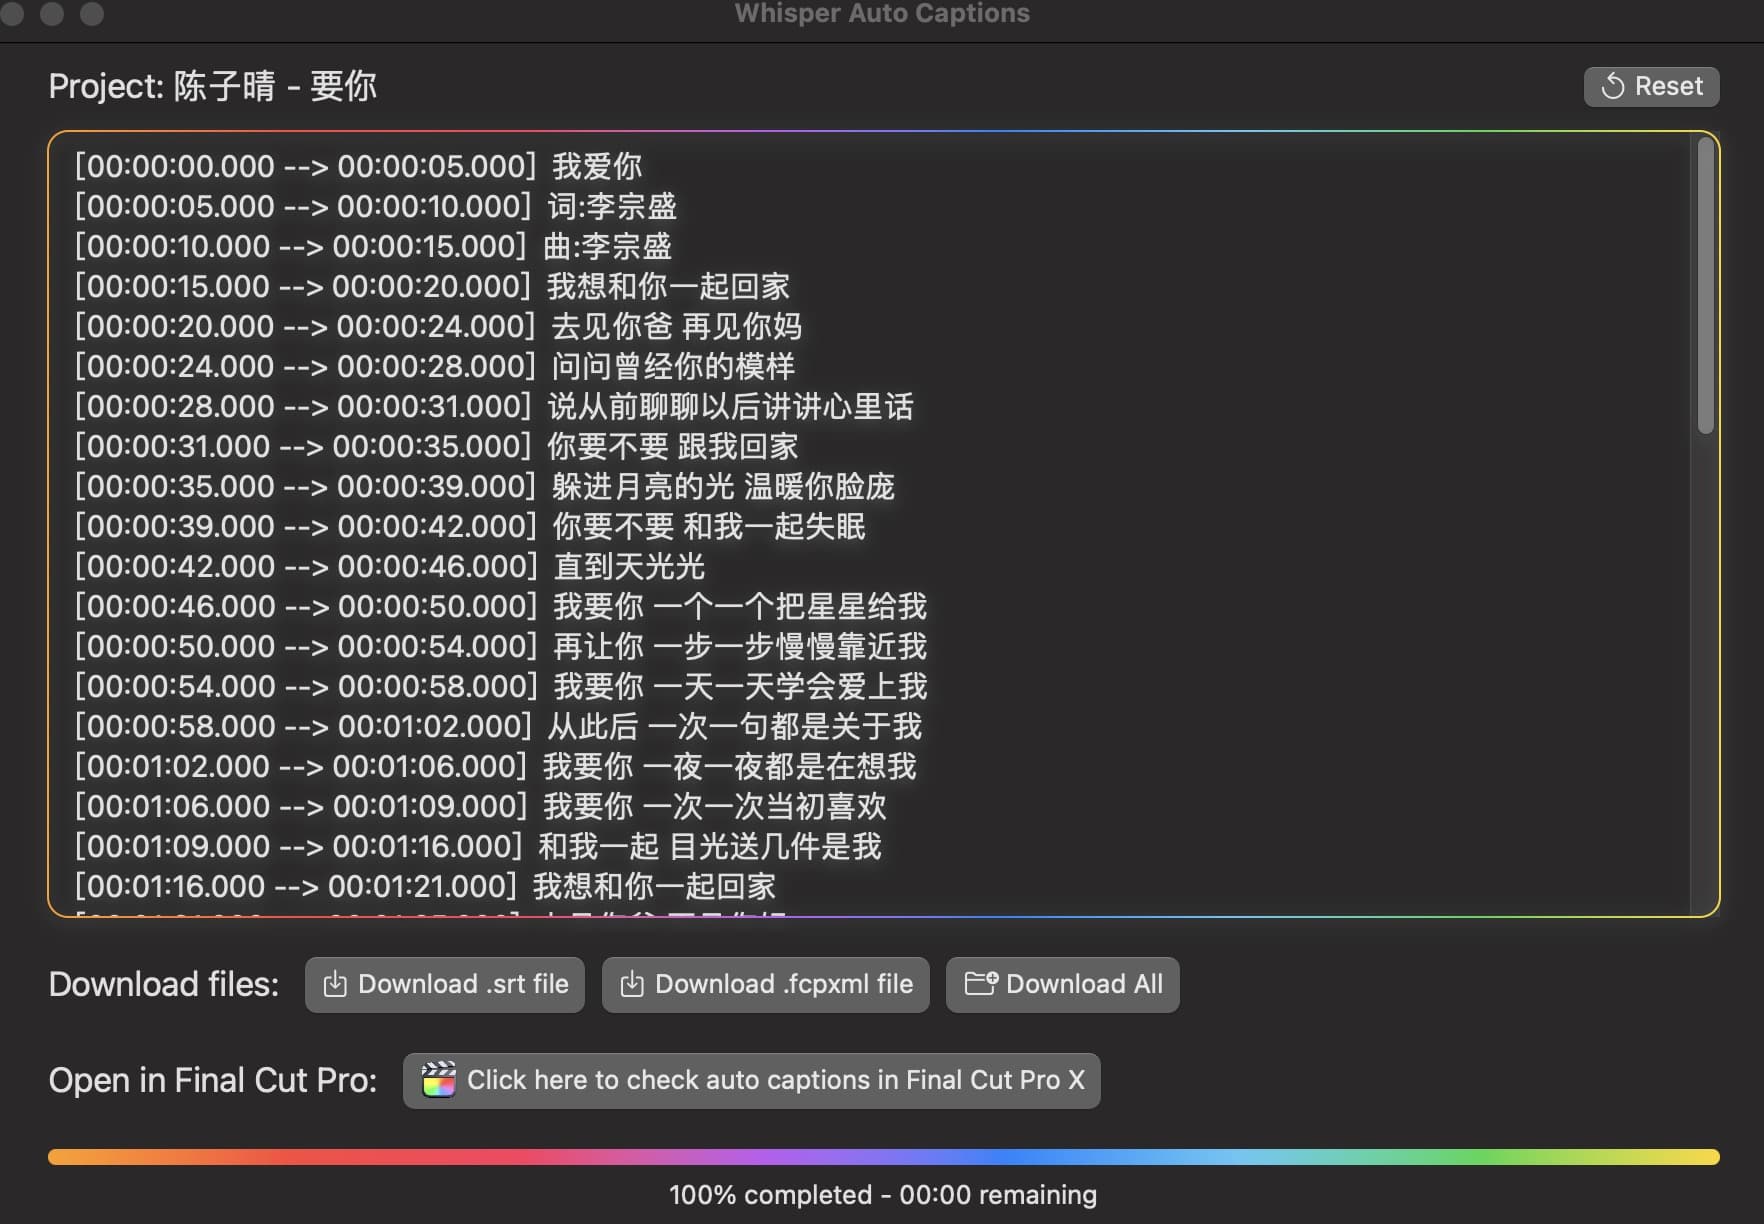 Whisper Auto Captions
Project: 陈子晴 - 要你
Reset
[00:00:00.000 --> 00:00:05.000] 我爱你
[00:00:05.000 --> 00:00:10.000] 词:李宗盛
[00:00:10.000 --> 00:00:15.000] 曲:李宗盛
[00:00:15.000 --> 00:00:20.000] 我想和你一起回家
[00:00:20.000 --> 00:00:24.000] 去见你爸 再见你妈
[00:00:24.000 --> 00:00:28.000] 问问曾经你的模样
[00:00:28.000 --> 00:00:31.000] 说从前聊聊以后讲讲心里话
[00:00:31.000 --> 00:00:35.000] 你要不要 跟我回家
[00:00:35.000 --> 00:00:39.000] 躲进月亮的光 温暖你脸庞
[00:00:39.000 --> 00:00:42.000] 你要不要 和我一起失眠
[00:00:42.000 --> 00:00:46.000] 直到天光光
[00:00:46.000 --> 00:00:50.000] 我要你 一个一个把星星给我
[00:00:50.000 --> 00:00:54.000] 再让你 一步一步慢慢靠近我
[00:00:54.000 --> 00:00:58.000] 我要你 一天一天学会爱上我
[00:00:58.000 --> 00:01:02.000] 从此后 一次一句都是关于我
[00:01:02.000 --> 00:01:06.000] 我要你 一夜一夜都是在想我
[00:01:06.000 --> 00:01:09.000] 我要你 一次一次当初喜欢
[00:01:09.000 --> 00:01:16.000] 和我一起 目光送几件是我
[00:01:16.000 --> 00:01:21.000] 我想和你一起回家
Download files:
Download .srt file
Download .fcpxml file
Download All
Open in Final Cut Pro:
Click here to check auto captions in Final Cut Pro X
100% completed - 00:00 remaining